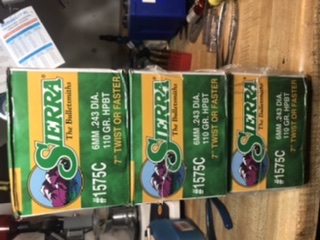 SIERRA
The Bulletsmiths
6MM .243 DIA.
110 GR. HPBT
7" TWIST OR FASTER
#1575C
SIERRA
The Bulletsmiths
6MM .243 DIA.
110 GR. HPBT
7" TWIST OR FASTER
#1575C
SIERRA
The Bulletsmiths
6MM .243 DIA.
110 GR. HPBT
7" TWIST OR FASTER
#1575C